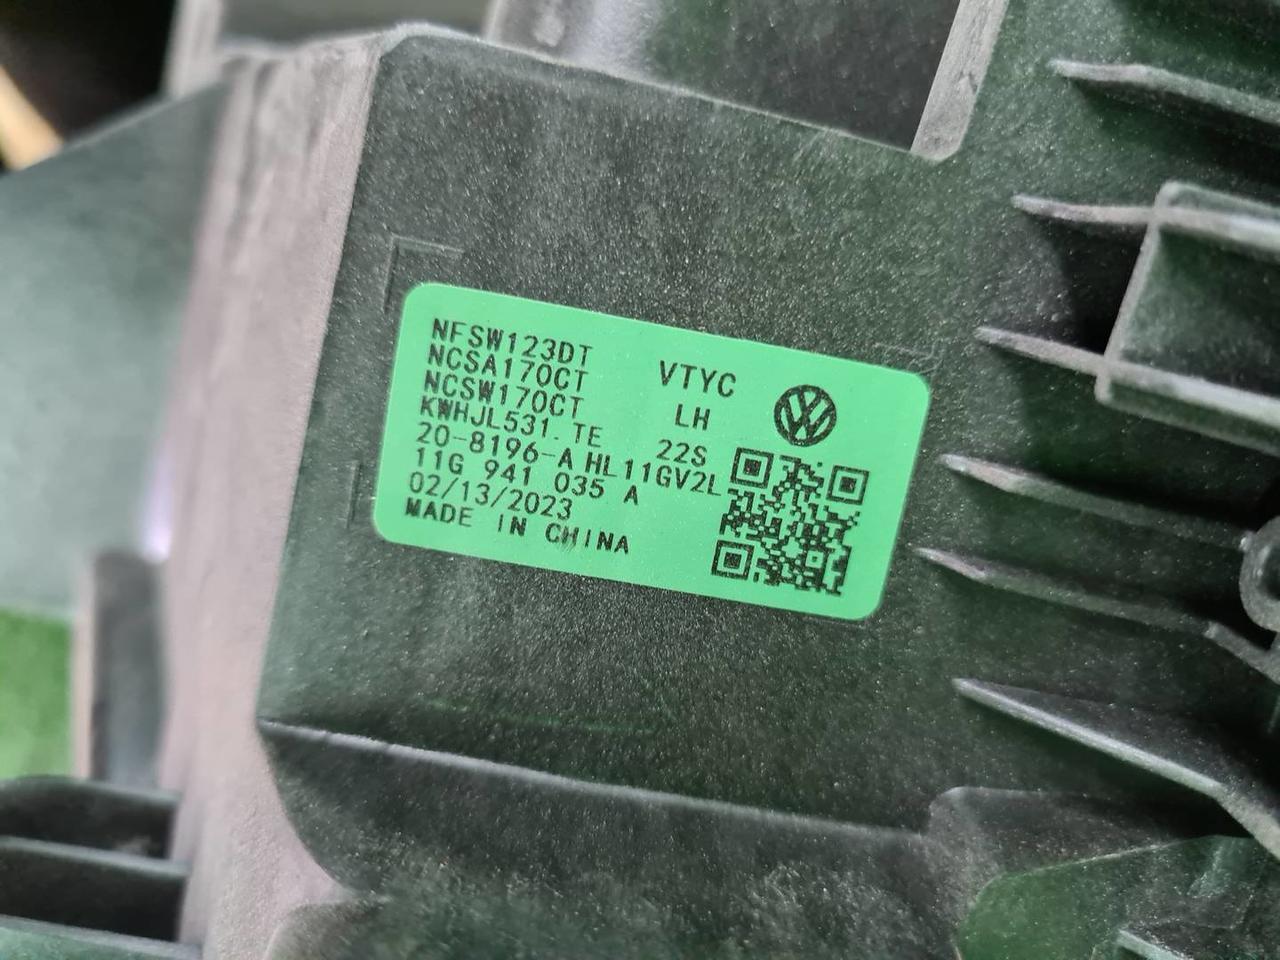 NFSW123DT
NCSA170CT
NCSW170CT
KWHJL531.TE
20-8196-A HL11GV2L
11G 941 035 A
02/13/2023
MADE IN CHINA
VTYC
LH
22S